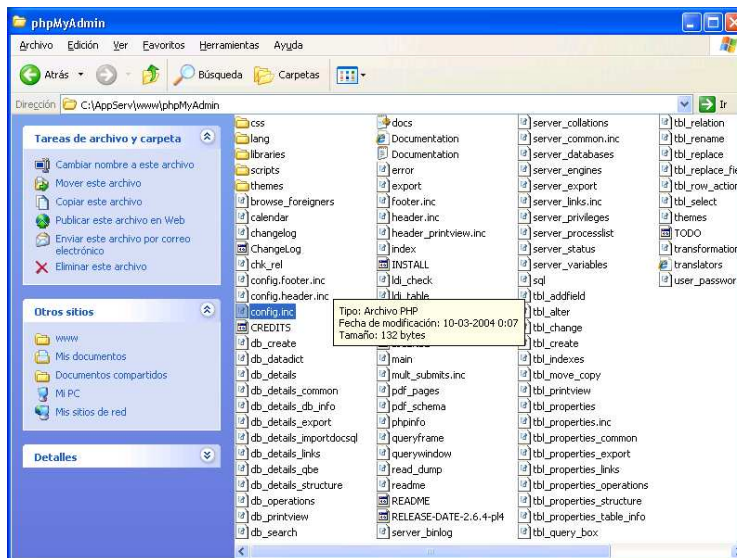 phpMyAdmin
Archivo Edición Ver Favoritos Herramientas Ayuda
Atrás Búsqueda Carpetas
Dirección C:\AppServ\www\phpMyAdmin Ir
Tareas de archivo y carpeta
Cambiar nombre a este archivo
Mover este archivo
Copiar este archivo
Publicar este archivo en Web
Enviar este archivo por correo
electrónico
Eliminar este archivo
Otros sitios
www
Mis documentos
Documentos compartidos
Mi PC
Mis sitios de red
Detalles
css
lang
libraries
scripts
themes
browse_foreigners
calendar
changelog
ChangeLog
chk_rel
config.footer.inc
config.header.inc
config.inc
CREDITS
db_create
db_datadict
db_details
db_details_common
db_details_db_info
db_details_export
db_details_importdocsql
db_details_links
db_details_qbe
db_details_structure
db_operations
db_printview
db_search
docs
Documentation
Documentation
error
export
footer.inc
header.inc
header_printview.inc
index
INSTALL
ldi_check
ldi_table
Tipo: Archivo PHP
Fecha de modificación: 10-03-2004 0:07
Tamaño: 132 bytes
main
mult_submits.inc
pdf_pages
pdf_schema
phpinfo
queryframe
querywindow
read_dump
readme
README
RELEASE-DATE-2.6.4-pl4
server_binlog
server_collations
server_common.inc
server_databases
server_engines
server_export
server_links.inc
server_privileges
server_processlist
server_status
server_variables
sql
tbl_addfield
tbl_alter
tbl_change
tbl_create
tbl_indexes
tbl_move_copy
tbl_printview
tbl_properties
tbl_properties.inc
tbl_properties_common
tbl_properties_export
tbl_properties_links
tbl_properties_operations
tbl_properties_structure
tbl_properties_table_info
tbl_query_box
tbl_relation
tbl_rename
tbl_replace
tbl_replace_fie
tbl_row_action
tbl_select
themes
TODO
transformation
translators
user_passwor